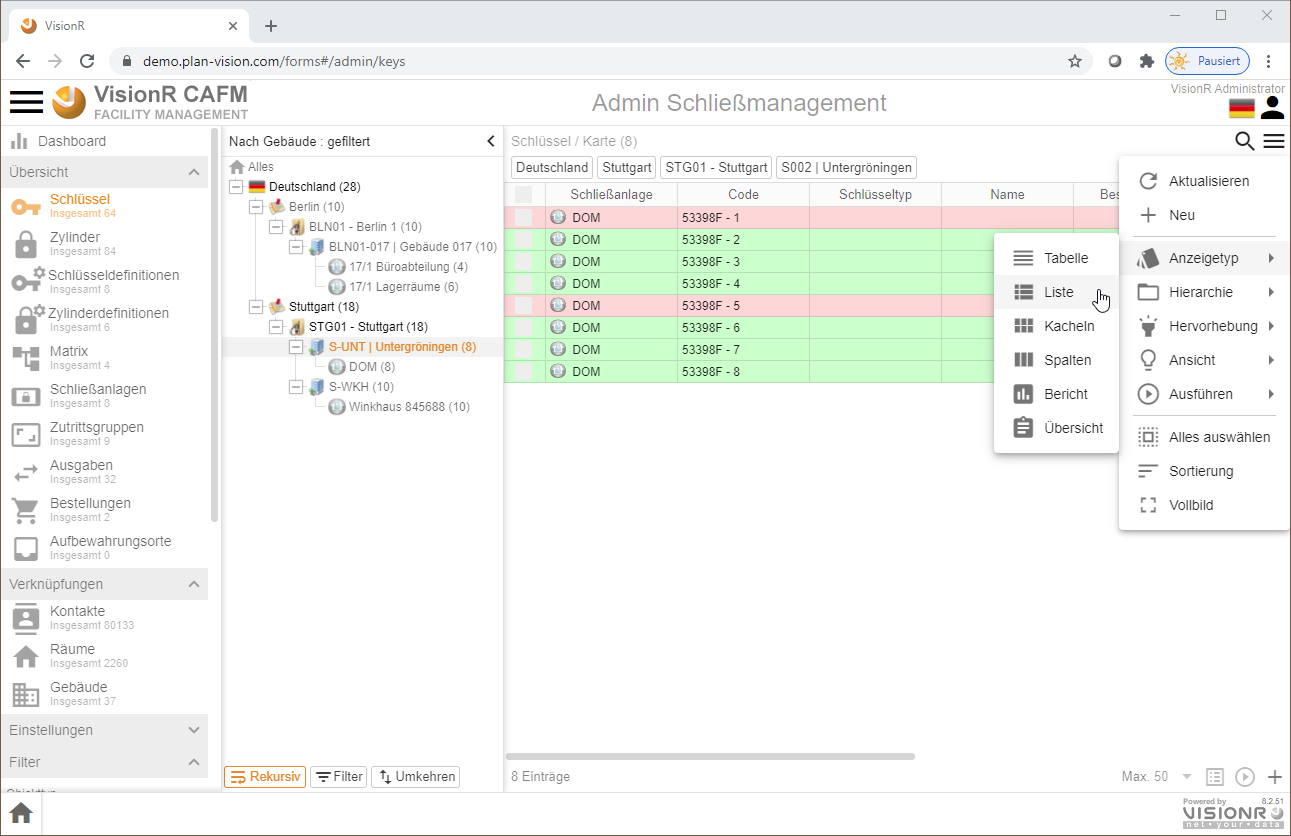 VisionR
demo.plan-vision.com/forms#/admin/keys
Pausiert
VisionR CAFM
FACILITY MANAGEMENT
Admin Schließmanagement
VisionR Administrator
Dashboard
Übersicht
Schlüssel
Insgesamt 64
Zylinder
Insgesamt 84
Schlüsseldefinitionen
Insgesamt 8
Zylinderdefinitionen
Insgesamt 6
Matrix
Insgesamt 4
Schließanlagen
Insgesamt 8
Zutrittsgruppen
Insgesamt 9
Ausgaben
Insgesamt 32
Bestellungen
Insgesamt 2
Aufbewahrungsorte
Insgesamt 0
Verknüpfungen
Kontakte
Insgesamt 80133
Räume
Insgesamt 2260
Gebäude
Insgesamt 37
Einstellungen
Filter
Objekttyp
Nach Gebäude : gefiltert
Alles
Deutschland (28)
Berlin (10)
BLN01 - Berlin 1 (10)
BLN01-017 | Gebäude 017 (10)
17/1 Büroabteilung (4)
17/1 Lagerräume (6)
Stuttgart (18)
STG01 - Stuttgart (18)
S-UNT | Untergröningen (8)
DOM (8)
S-WKH (10)
Winkhaus 845688 (10)
Rekursiv Filter Umkehren
Schlüssel / Karte (8)
Deutschland Stuttgart STG01 - Stuttgart S002 | Untergröningen
Schließanlage Code Schlüsseltyp Name Bes
DOM 53398F - 1
DOM 53398F - 2
DOM 53398F - 3
DOM 53398F - 4
DOM 53398F - 5
DOM 53398F - 6
DOM 53398F - 7
DOM 53398F - 8
Tabelle
Liste
Kacheln
Spalten
Bericht
Übersicht
Aktualisieren
Neu
Anzeigetyp
Hierarchie
Hervorhebung
Ansicht
Ausführen
Alles auswählen
Sortierung
Vollbild
8 Einträge
Max. 50
Powered by 8.2.51
VISIONR
net • your • data